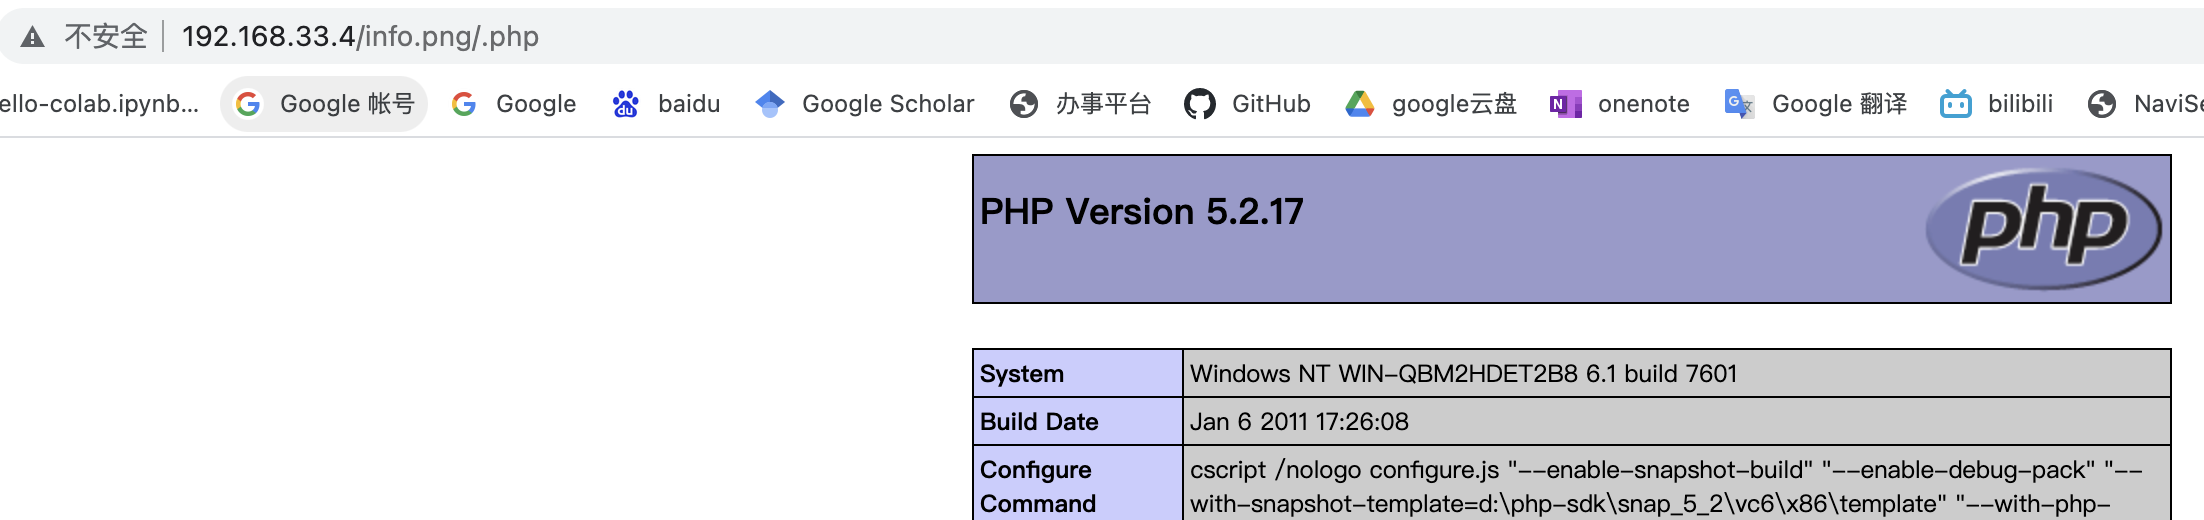 不安全 192.168.33.4/info.png/.php
ello-colab.ipynb... Google 帐号 Google baidu Google Scholar 办事平台 GitHub google云盘 onenote Google 翻译 bilibili NaviSe
PHP Version 5.2.17
php
System Windows NT WIN-QBM2HDET2B8 6.1 build 7601
Build Date Jan 6 2011 17:26:08
Configure Command cscript /nologo configure.js "--enable-snapshot-build" "--enable-debug-pack" "--
with-snapshot-template=d:\php-sdk\snap_5_2\vc6\x86\template" "--with-php-